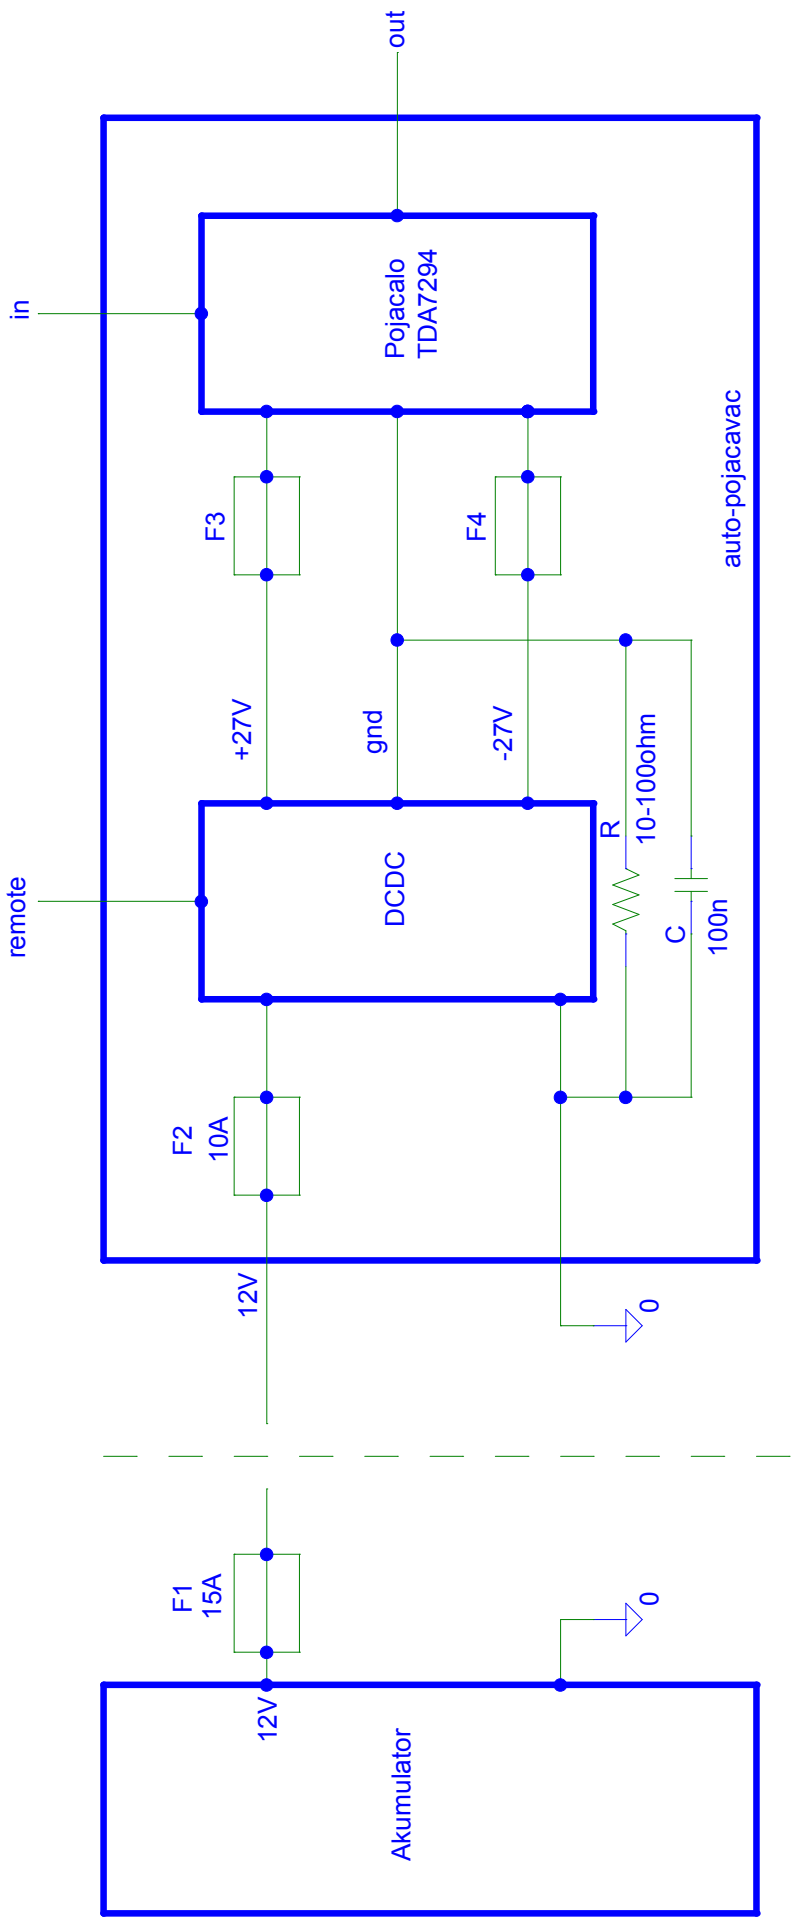 remote
in
Akumulator
12V
F1
15A
0
12V
0
F2
10A
DCDC
+27V
gnd
-27V
R
10-100ohm
C
100n
F3
F4
Pojacalo
TDA7294
out
auto-pojacavac